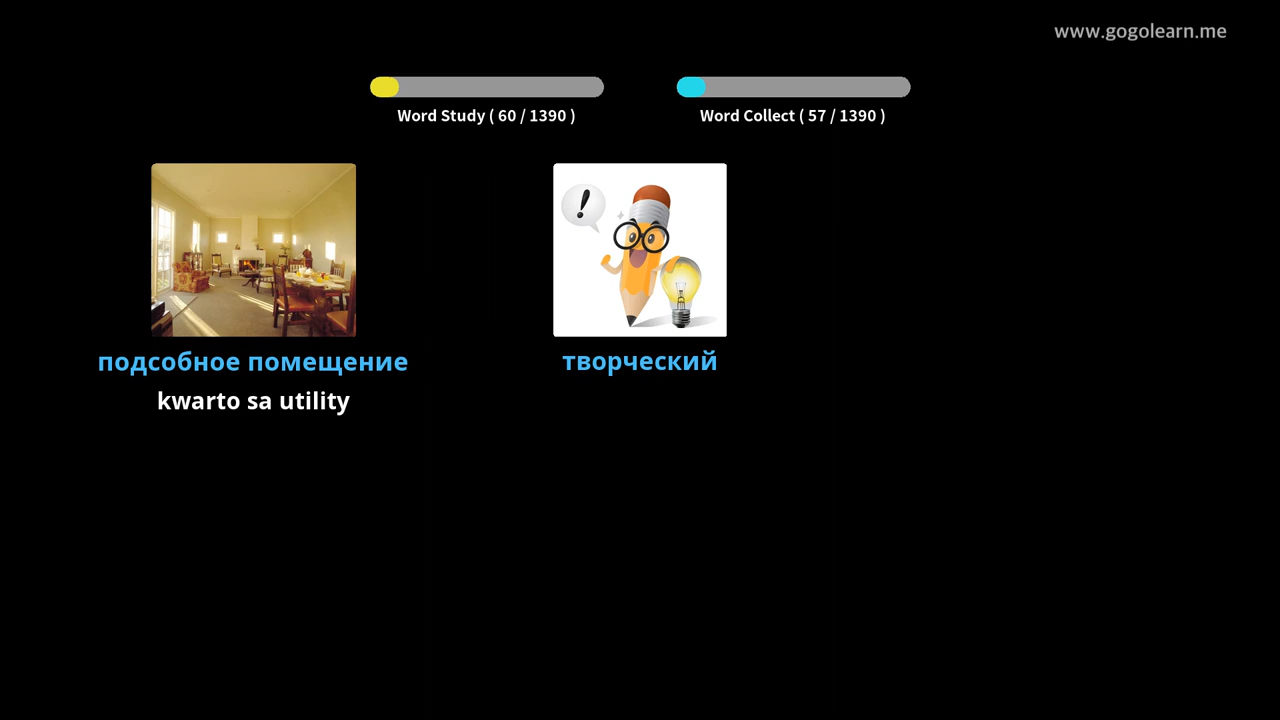 www.gogolearn.me
Word Study ( 60 / 1390 )
Word Collect ( 57 / 1390 )
!
подсобное помещение
творческий
kwarto sa utility